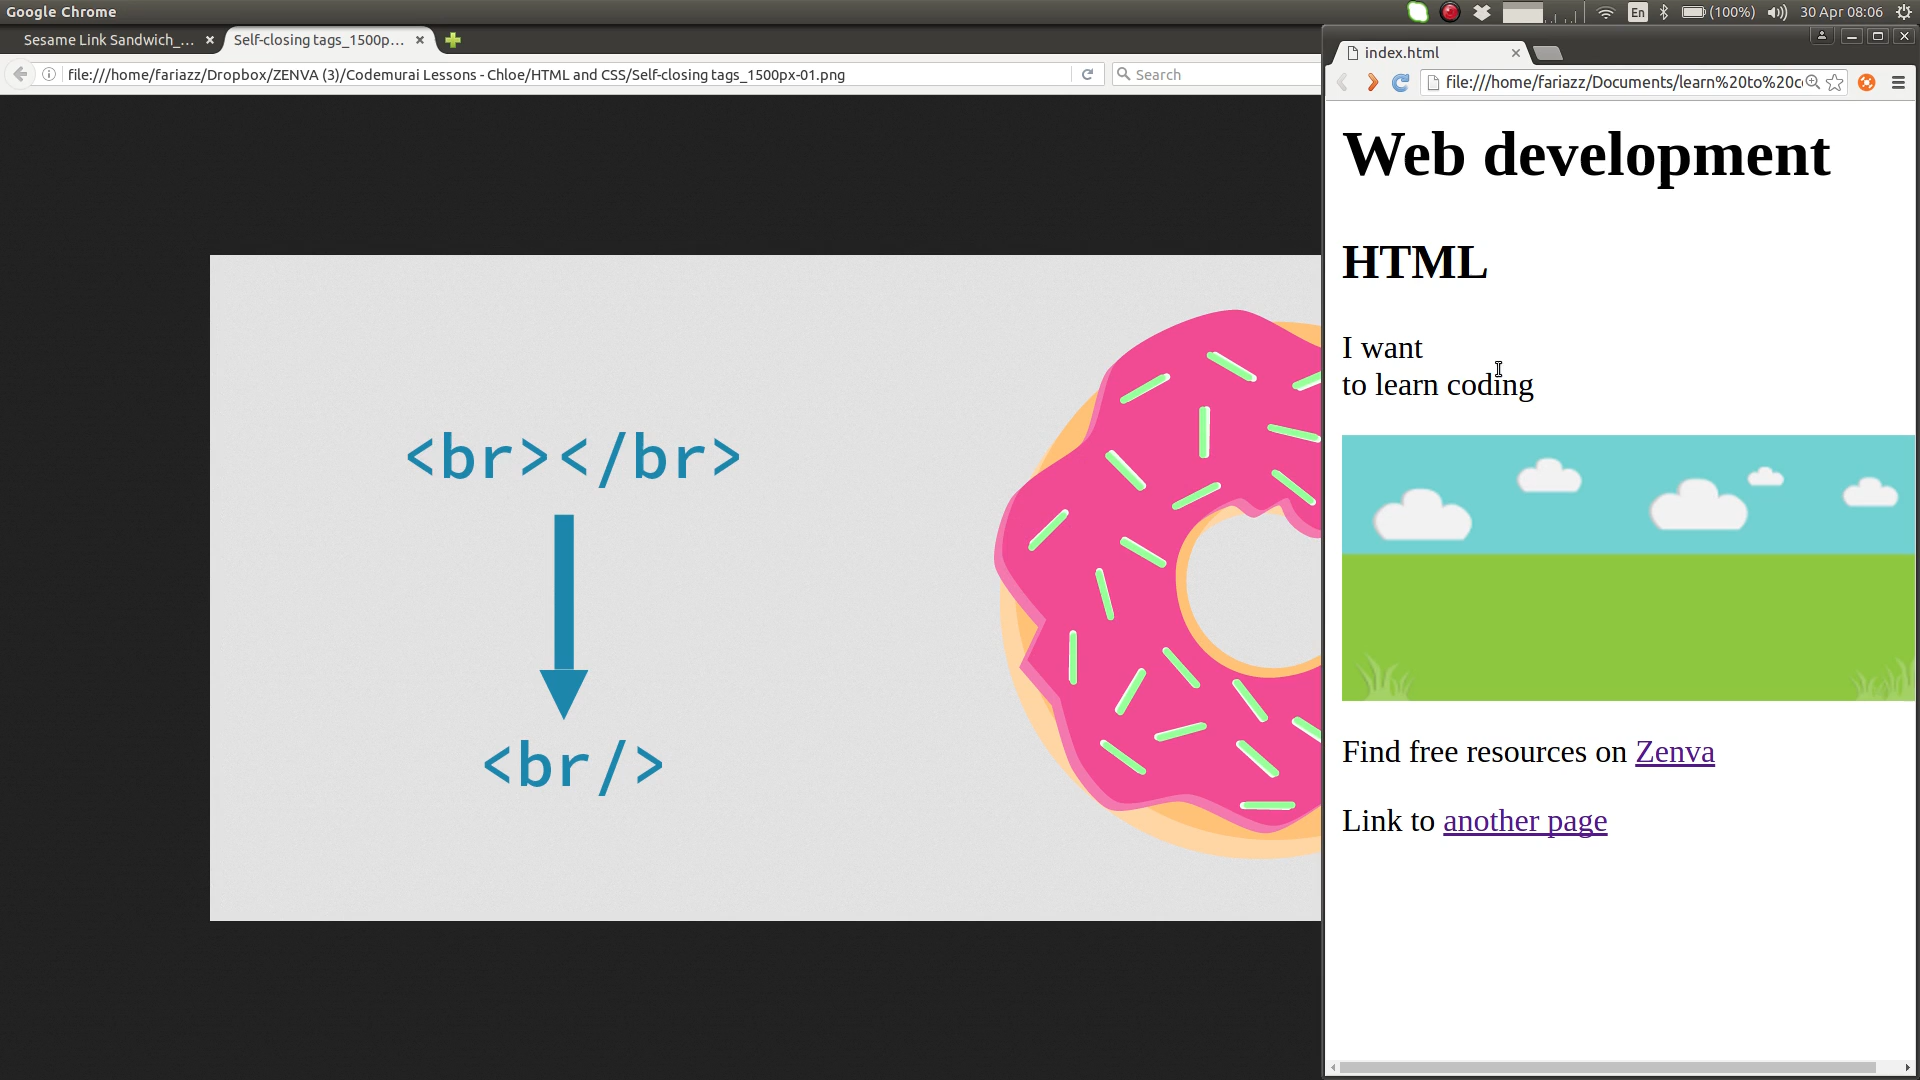 Google Chrome
En
(100%)
30 Apr 08:06
Sesame Link Sandwich_...
Self-closing tags_1500p...
file:///home/fariazz/Dropbox/ZENVA (3)/Codemurai Lessons - Chloe/HTML and CSS/Self-closing tags_1500px-01.png
Search
<br></br>
<br/>
index.html
file:///home/fariazz/Documents/learn%20to%20c
Web development
HTML
I want
to learn coding
Find free resources on Zenva
Link to another page